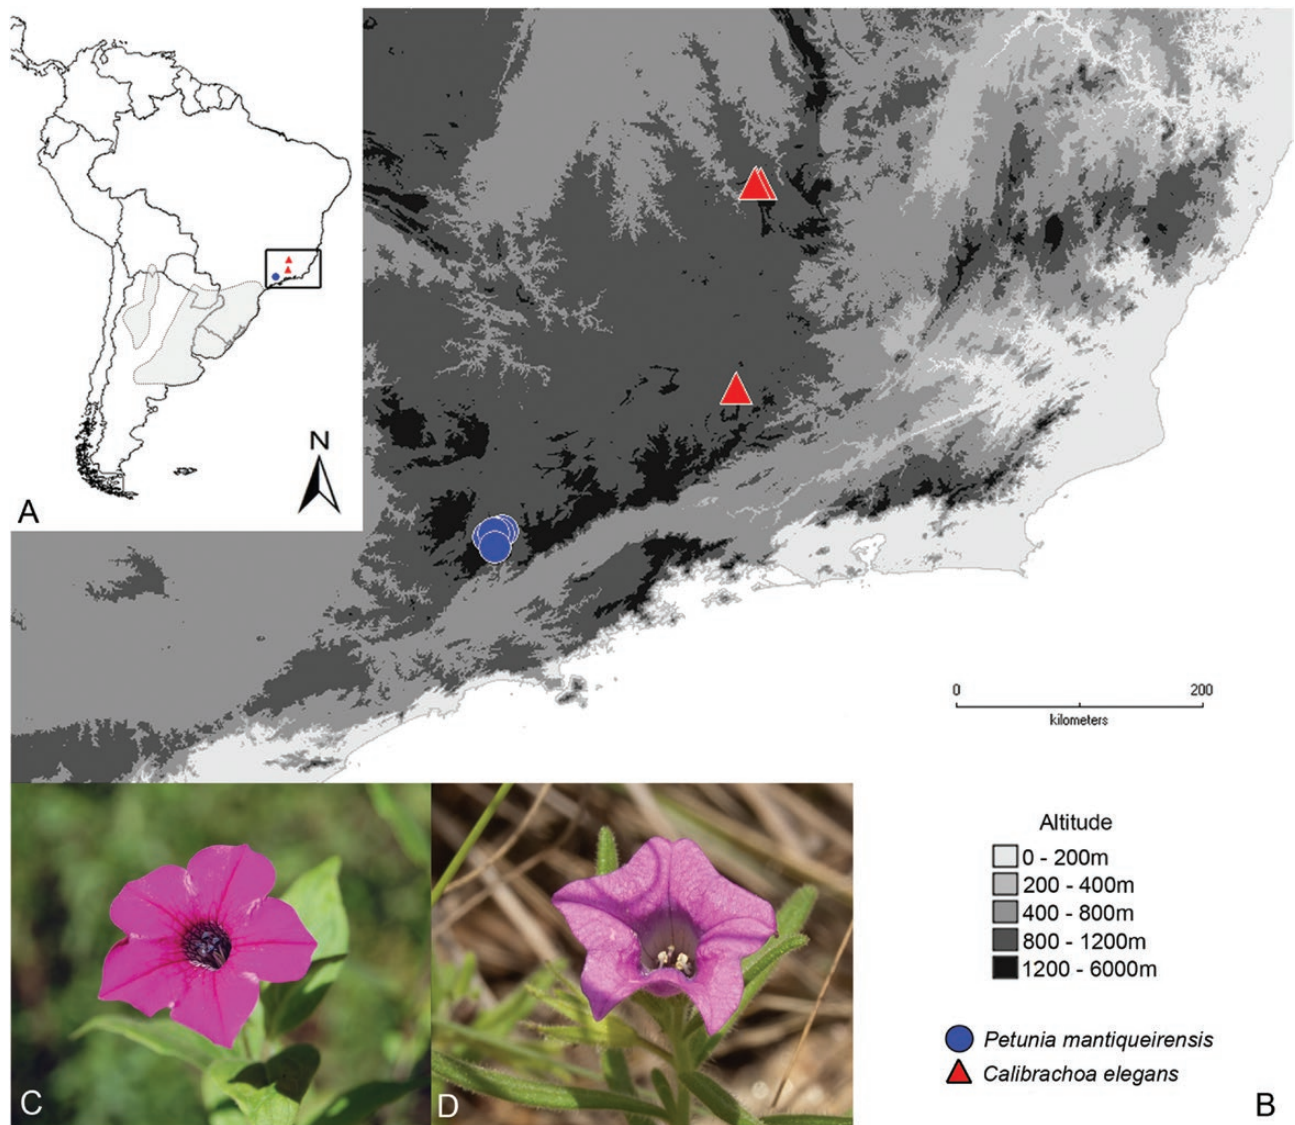 N
A
0 200
kilometers
Altitude
0 - 200m
200 - 400m
400 - 800m
800 - 1200m
1200 - 6000m
Petunia mantiqueirensis
Calibrachoa elegans
C
D
B